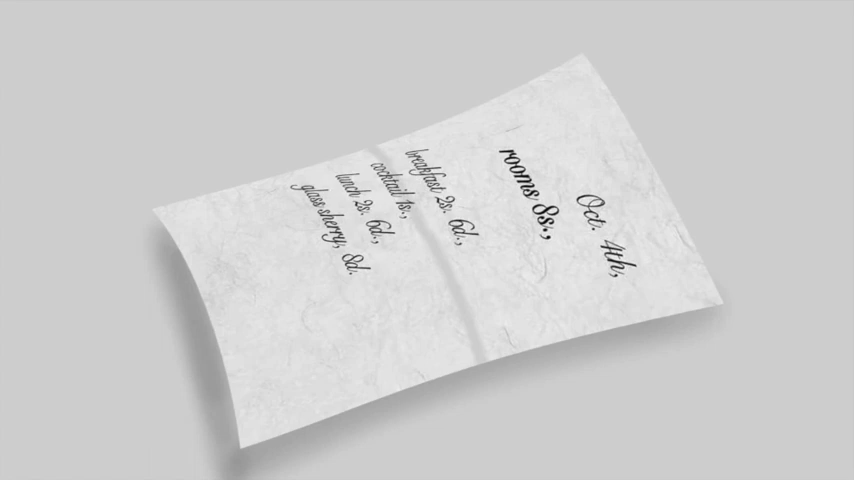 Oct. 4th,
rooms 8s.,
breakfast 2s. 6d.,
cocktail 1s.,
lunch 2s. 6d.,
glass sherry, 8d.